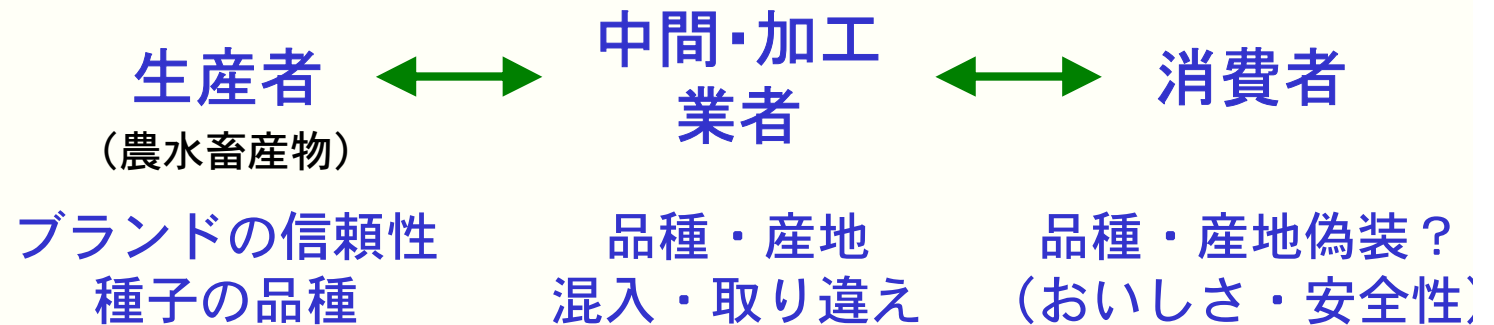 生産者
（農水畜産物）
中間・加工
業者
消費者
ブランドの信頼性
種子の品種
品種・産地
混入・取り違え
品種・産地偽装？
（おいしさ・安全性）